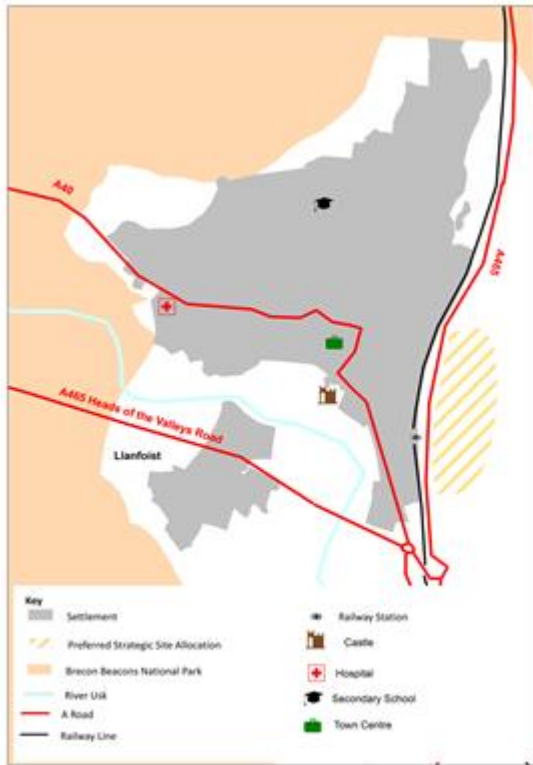 A40
A465
A465 Heads of the Valleys Road
Llanfoist
Key
Settlement
Preferred Strategic Site Allocation
Brecon Beacons National Park
River Usk
A Road
Railway Line
Railway Station
Castle
Hospital
Secondary School
Town Centre